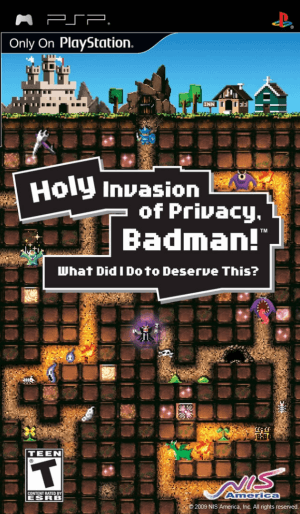 PSP
Only On PlayStation®
INN
Holy Invasion
of Privacy,
Badman!™
What Did I Do to Deserve This?
TEEN
T
CONTENT RATED BY
ESRB
NIS
America
© 2009 NIS America, Inc. All rights reserved.